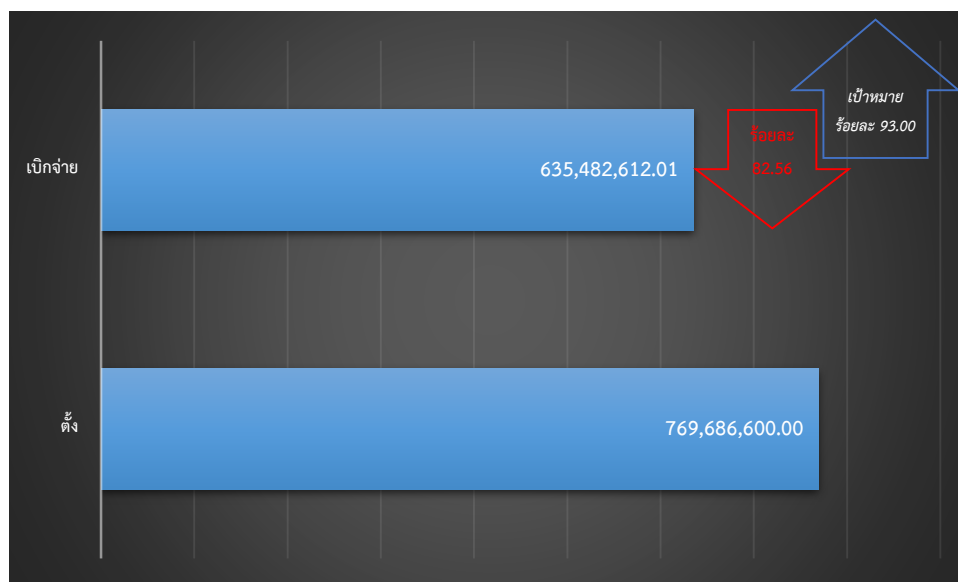 เป้าหมาย
ร้อยละ 93.00
ร้อยละ
82.56
เบิกจ่าย
635,482,612.01
ตั้ง
769,686,600.00